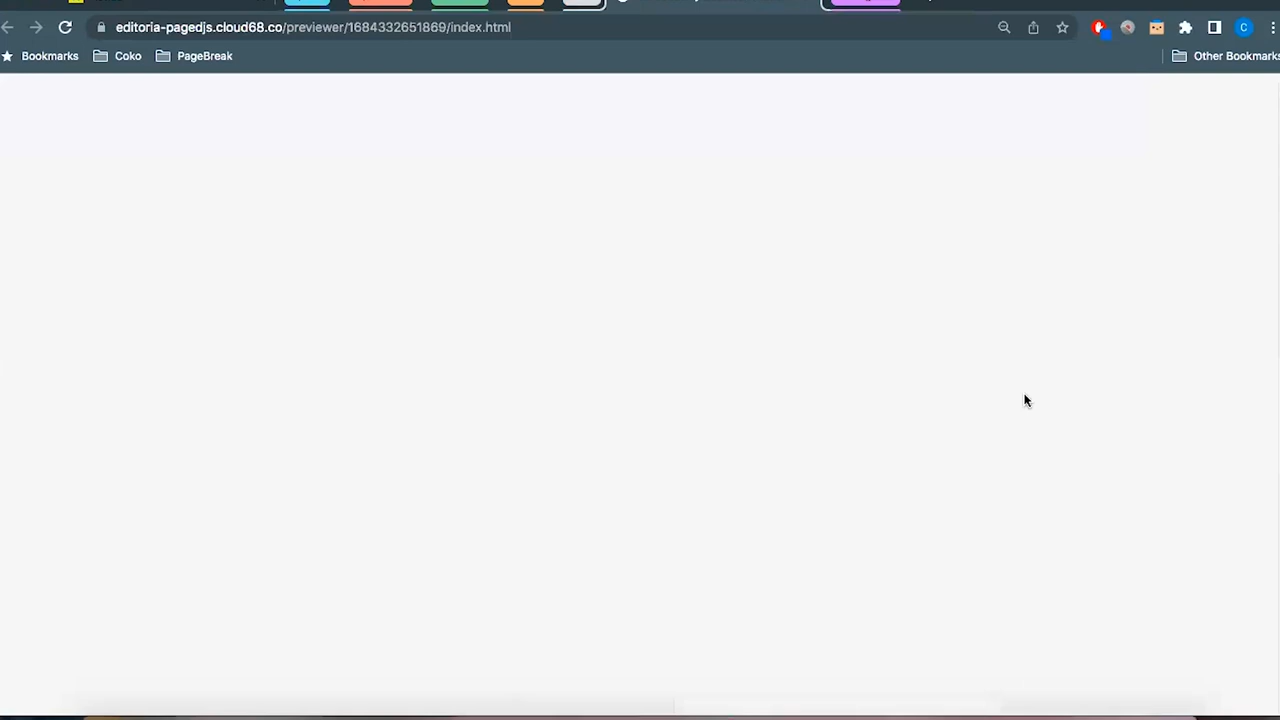 editoria-pagedjs.cloud68.co/previewer/1684332651869/index.html
C
Bookmarks
Coko
PageBreak
Other Bookmarks